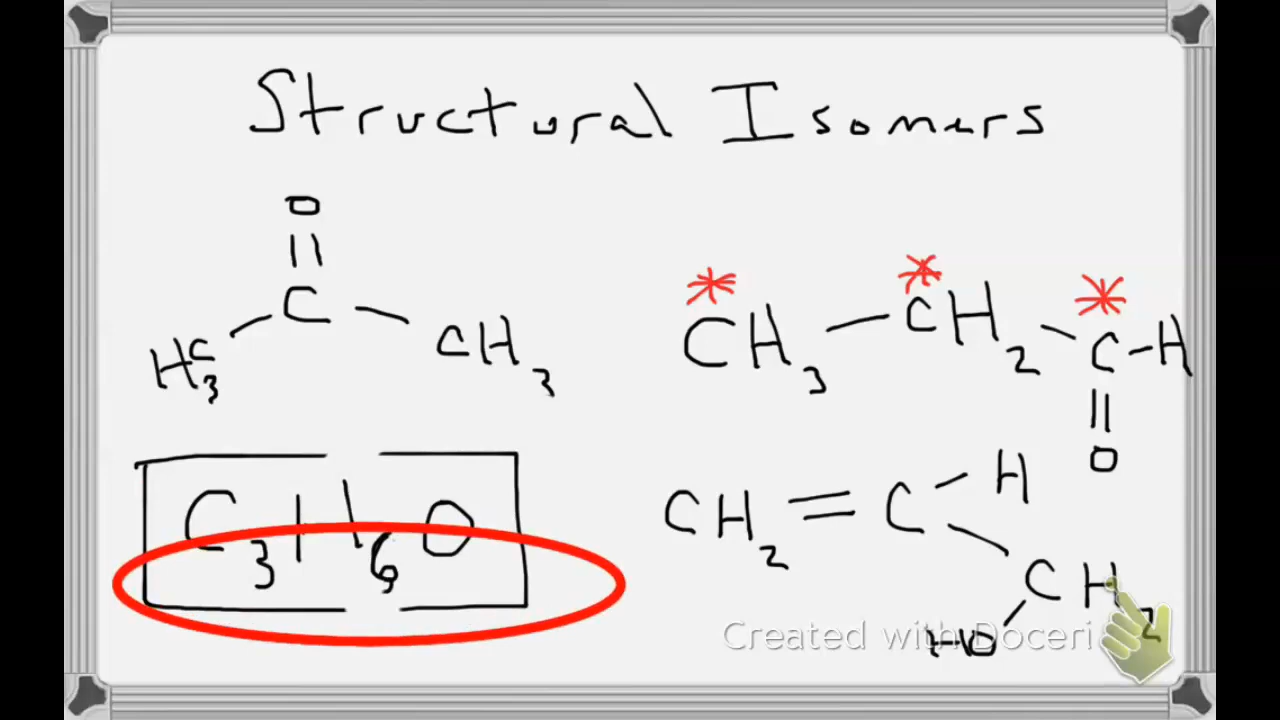 Structural Isomers
O
||
C
H3C CH3
CH3 — CH2 — C — H
||
O
C3H6O
CH2 = C — H
CH2
HO
Created with Doceri